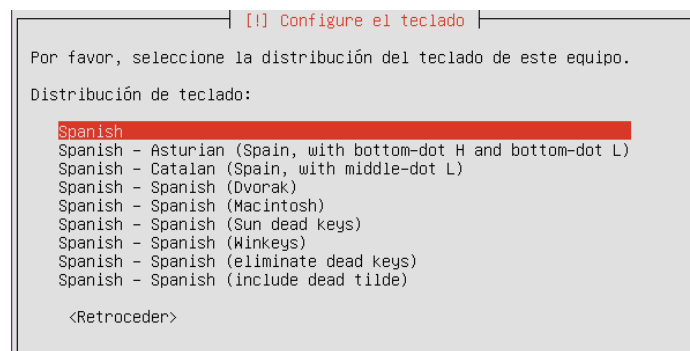 [!] Configure el teclado
Por favor, seleccione la distribución del teclado de este equipo.
Distribución de teclado:
Spanish
Spanish - Asturian (Spain, with bottom-dot H and bottom-dot L)
Spanish - Catalan (Spain, with middle-dot L)
Spanish - Spanish (Dvorak)
Spanish - Spanish (Macintosh)
Spanish - Spanish (Sun dead keys)
Spanish - Spanish (Winkeys)
Spanish - Spanish (eliminate dead keys)
Spanish - Spanish (include dead tilde)
<Retroceder>